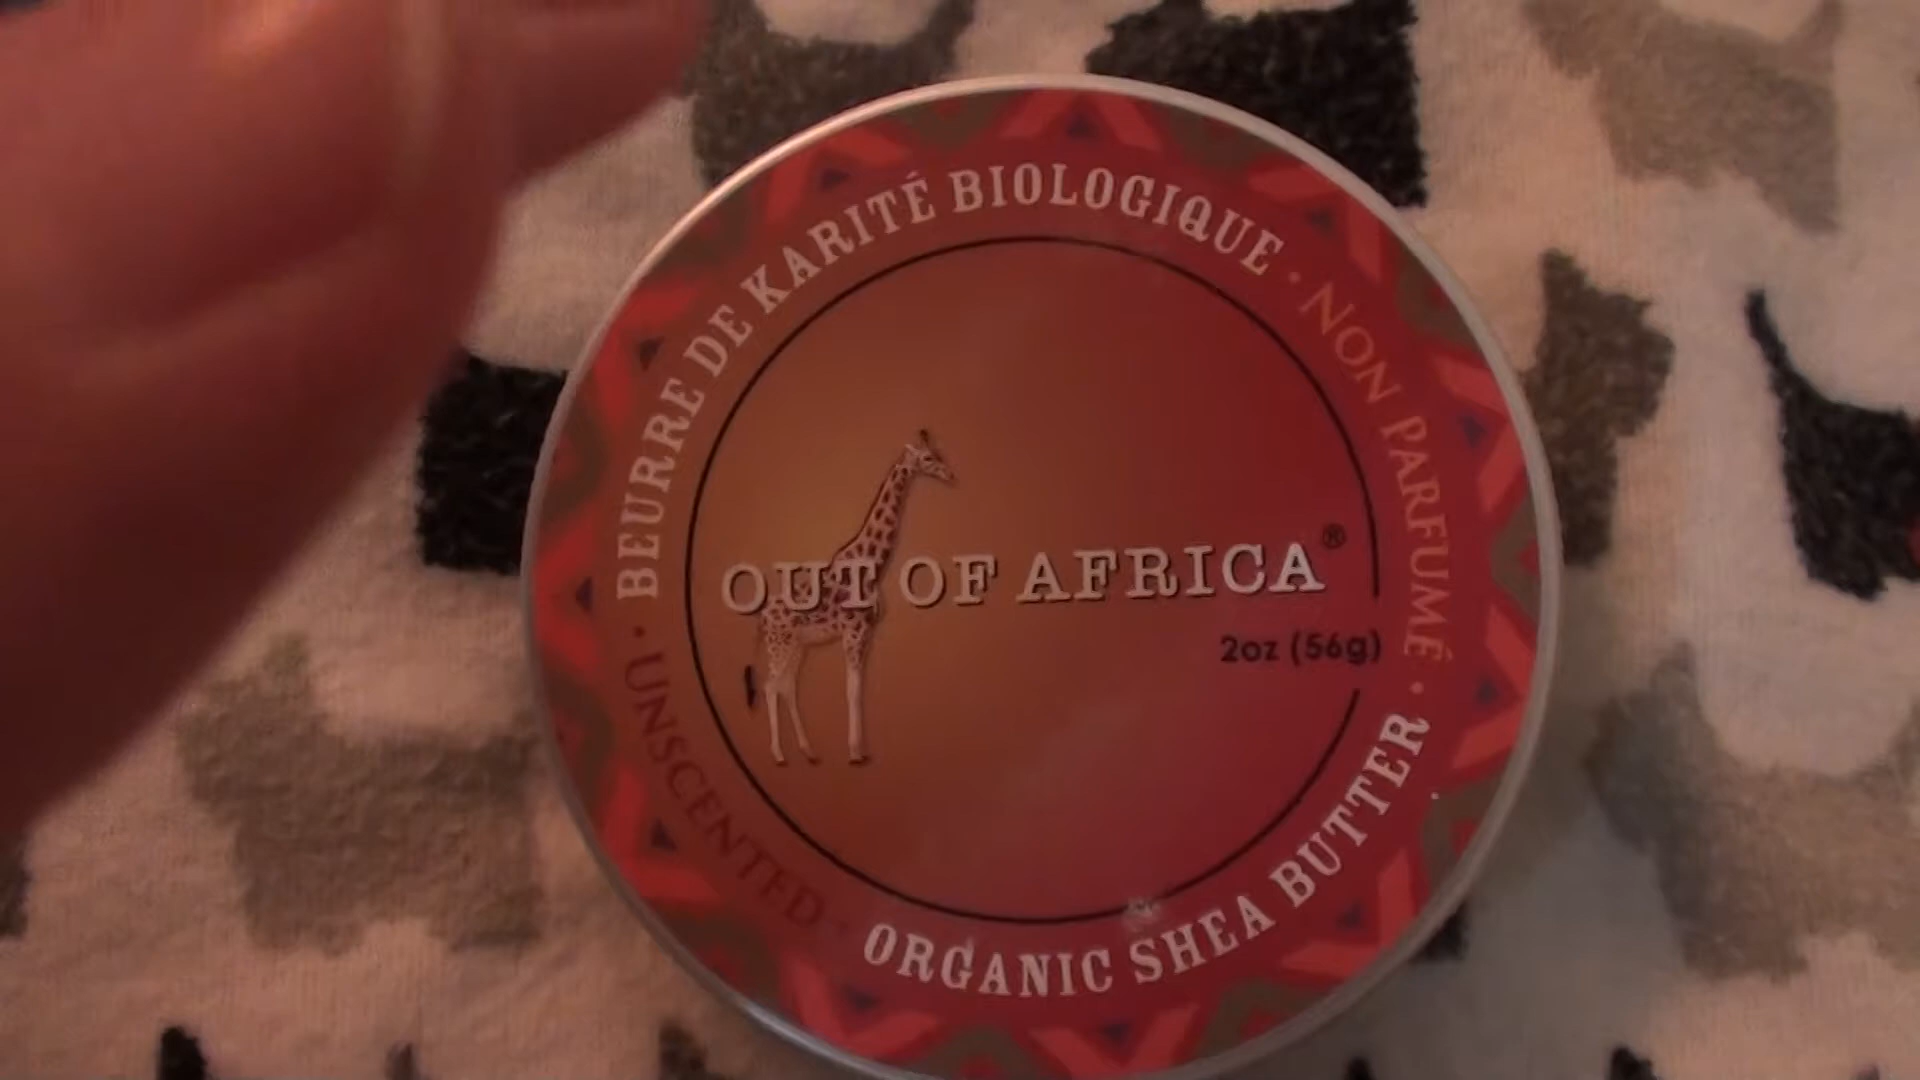 BEURRE DE KARITÉ BIOLOGIQUE · NON PARFUMÉ ·
OUT OF AFRICA®
2oz (56g)
UNSCENTED · ORGANIC SHEA BUTTER